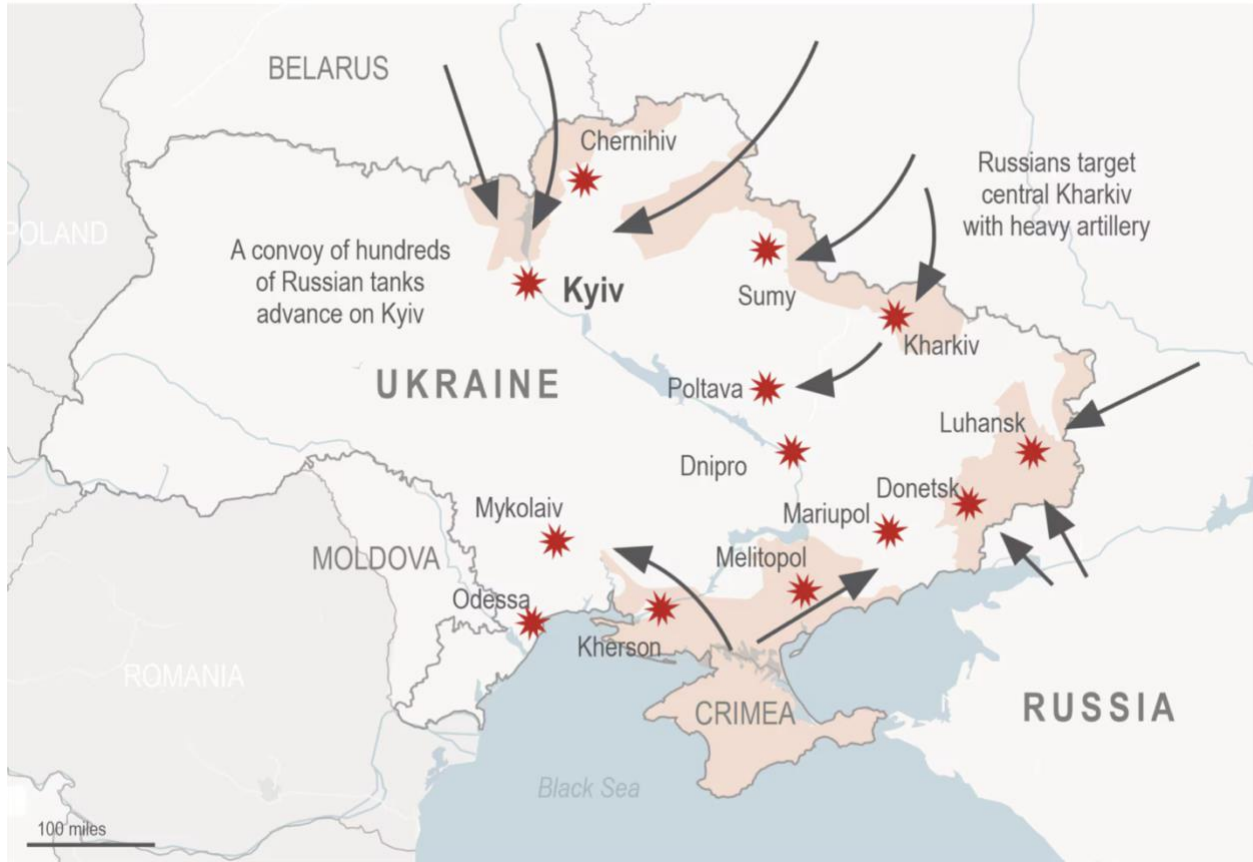 BELARUS
Chernihiv
Russians target
central Kharkiv
with heavy artillery
POLAND
A convoy of hundreds
of Russian tanks
advance on Kyiv
Kyiv
Sumy
Kharkiv
UKRAINE
Poltava
Luhansk
Dnipro
Donetsk
Mykolaiv
Mariupol
MOLDOVA
Melitopol
Odessa
Kherson
ROMANIA
CRIMEA
RUSSIA
Black Sea
100 miles